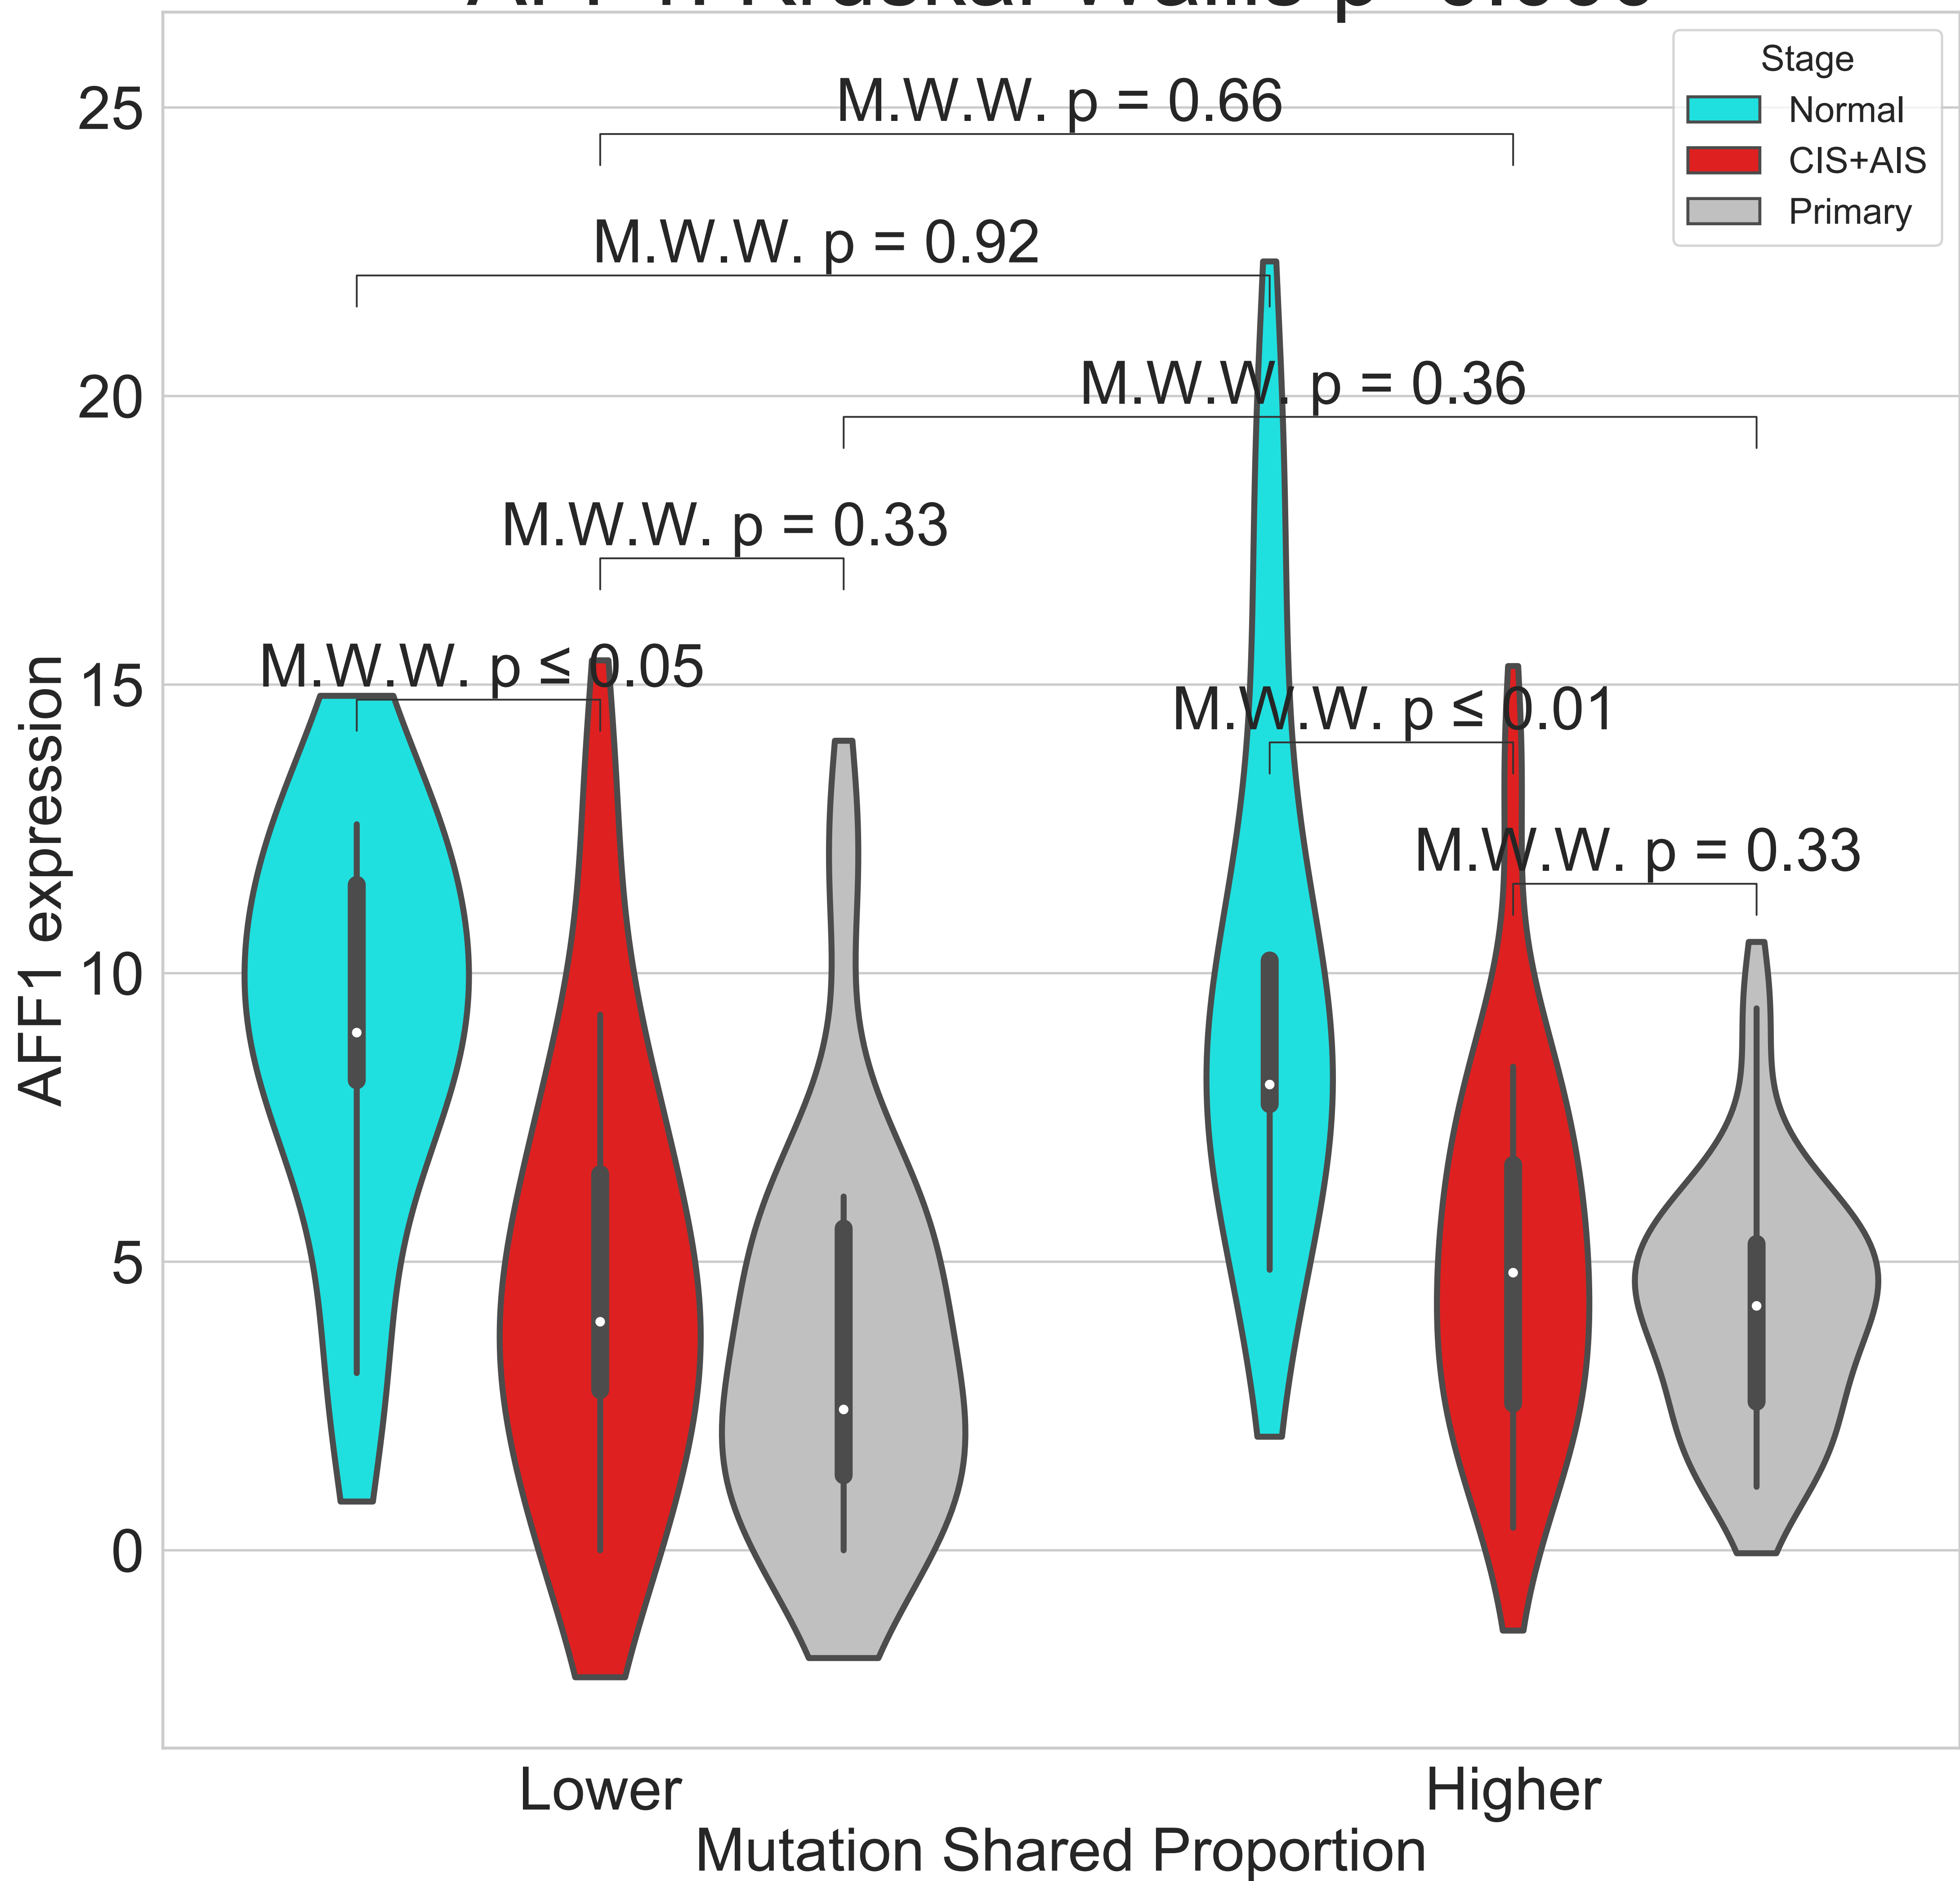 Stage
Normal
CIS+AIS
Primary
M.W.W. p = 0.66
M.W.W. p = 0.92
M.W.W. p = 0.36
M.W.W. p = 0.33
M.W.W. p ≤ 0.05
M.W.W. p ≤ 0.01
M.W.W. p = 0.33
25
20
15
10
5
0
AFF1 expression
Lower
Higher
Mutation Shared Proportion